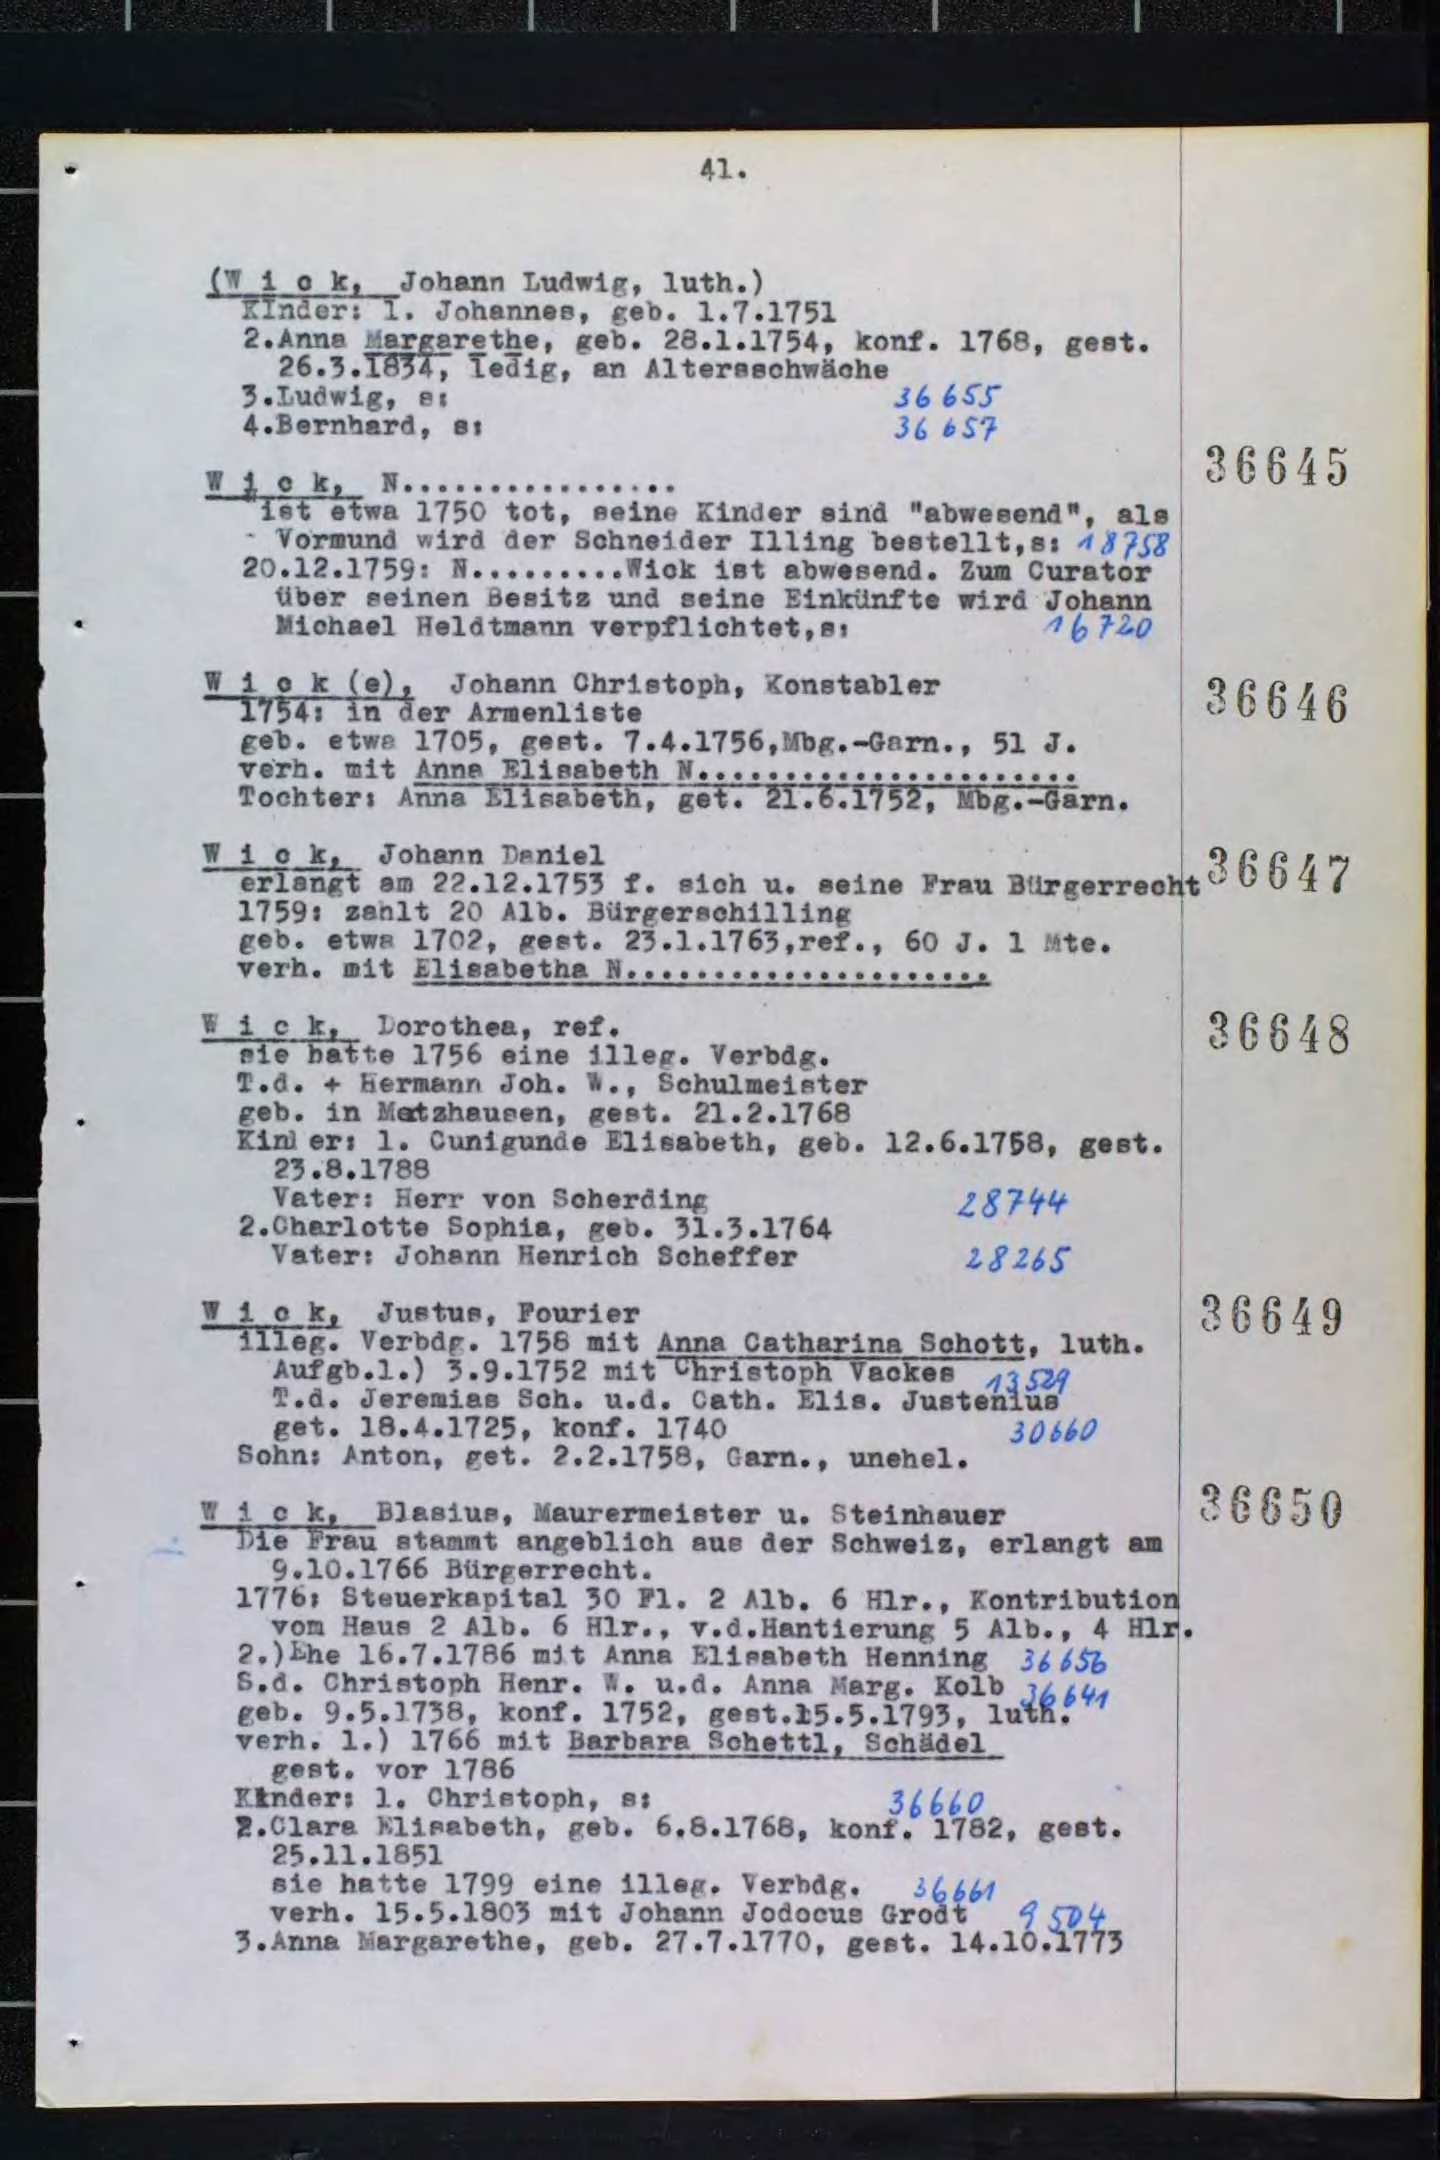 41.
(W i c k, Johann Ludwig, luth.)
Kinder: 1. Johannes, geb. 1.7.1751
2.Anna Margarethe, geb. 28.1.1754, konf. 1768, gest.
26.3.1834, ledig, an Altersschwäche
3.Ludwig, s: 36655
4.Bernhard, s: 36657
W i c k, N................ 36645
ist etwa 1750 tot, seine Kinder sind "abwesend", als
Vormund wird der Schneider Illing bestellt,s: 18758
20.12.1759: N.........Wick ist abwesend. Zum Curator
über seinen Besitz und seine Einkünfte wird Johann
Michael Heldtmann verpflichtet,s: 16720
W i c k (e), Johann Christoph, Konstabler 36646
1754: in der Armenliste
geb. etwa 1705, gest. 7.4.1756,Mbg.-Garn., 51 J.
verh. mit Anna Elisabeth N......................
Tochter: Anna Elisabeth, get. 21.6.1752, Mbg.-Garn.
W i c k, Johann Daniel 36647
erlangt am 22.12.1753 f. sich u. seine Frau Bürgerrecht
1759: zahlt 20 Alb. Bürgerschilling
geb. etwa 1702, gest. 23.1.1763,ref., 60 J. 1 Mte.
verh. mit Elisabetha N.....................
W i c k, Dorothea, ref. 36648
sie hatte 1756 eine illeg. Verbdg.
T.d. + Hermann Joh. W., Schulmeister
geb. in Matzhausen, gest. 21.2.1768
Kinder: 1. Cunigunde Elisabeth, geb. 12.6.1758, gest.
23.8.1788
Vater: Herr von Scherding 28744
2.Charlotte Sophia, geb. 31.3.1764
Vater: Johann Henrich Scheffer 28265
W i c k, Justus, Fourier 36649
illeg. Verbdg. 1758 mit Anna Catharina Schott, luth.
Aufgb.1.) 3.9.1752 mit Christoph Vackes 13529
T.d. Jeremias Sch. u.d. Cath. Elis. Justenius
get. 18.4.1725, konf. 1740 30660
Sohn: Anton, get. 2.2.1758, Garn., unehel.
W i c k, Blasius, Maurermeister u. Steinhauer 36650
Die Frau stammt angeblich aus der Schweiz, erlangt am
9.10.1766 Bürgerrecht.
1776: Steuerkapital 30 Fl. 2 Alb. 6 Hlr., Kontribution
vom Haus 2 Alb. 6 Hlr., v.d.Hantierung 5 Alb., 4 Hlr.
2.)Ehe 16.7.1786 mit Anna Elisabeth Henning 36656
S.d. Christoph Henr. W. u.d. Anna Marg. Kolb 36641
geb. 9.5.1738, konf. 1752, gest.15.5.1793, luth.
verh. 1.) 1766 mit Barbara Schettl, Schädel
gest. vor 1786
Kinder: 1. Christoph, s: 36660
2.Clara Elisabeth, geb. 6.8.1768, konf. 1782, gest.
25.11.1851
sie hatte 1799 eine illeg. Verbdg. 36661
verh. 15.5.1803 mit Johann Jodocus Grodt 9504
3.Anna Margarethe, geb. 27.7.1770, gest. 14.10.1773